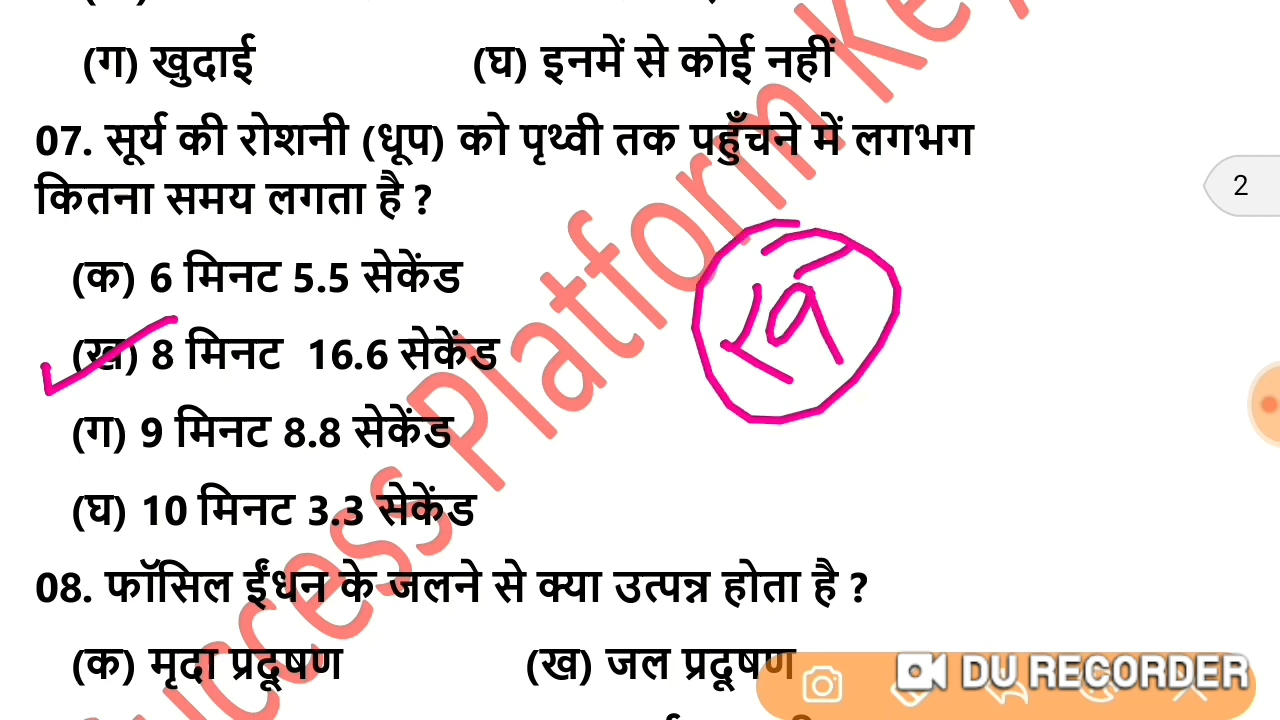 (ग) खुदाई (घ) इनमें से कोई नहीं
07. सूर्य की रोशनी (धूप) को पृथ्वी तक पहुँचने में लगभग
कितना समय लगता है ?
2
(क) 6 मिनट 5.5 सेकेंड
(ख) 8 मिनट 16.6 सेकेंड
(ग) 9 मिनट 8.8 सेकेंड
(घ) 10 मिनट 3.3 सेकेंड
08. फॉसिल ईंधन के जलने से क्या उत्पन्न होता है ?
(क) मृदा प्रदूषण (ख) जल प्रदूषण
Success Platform
DU RECORDER